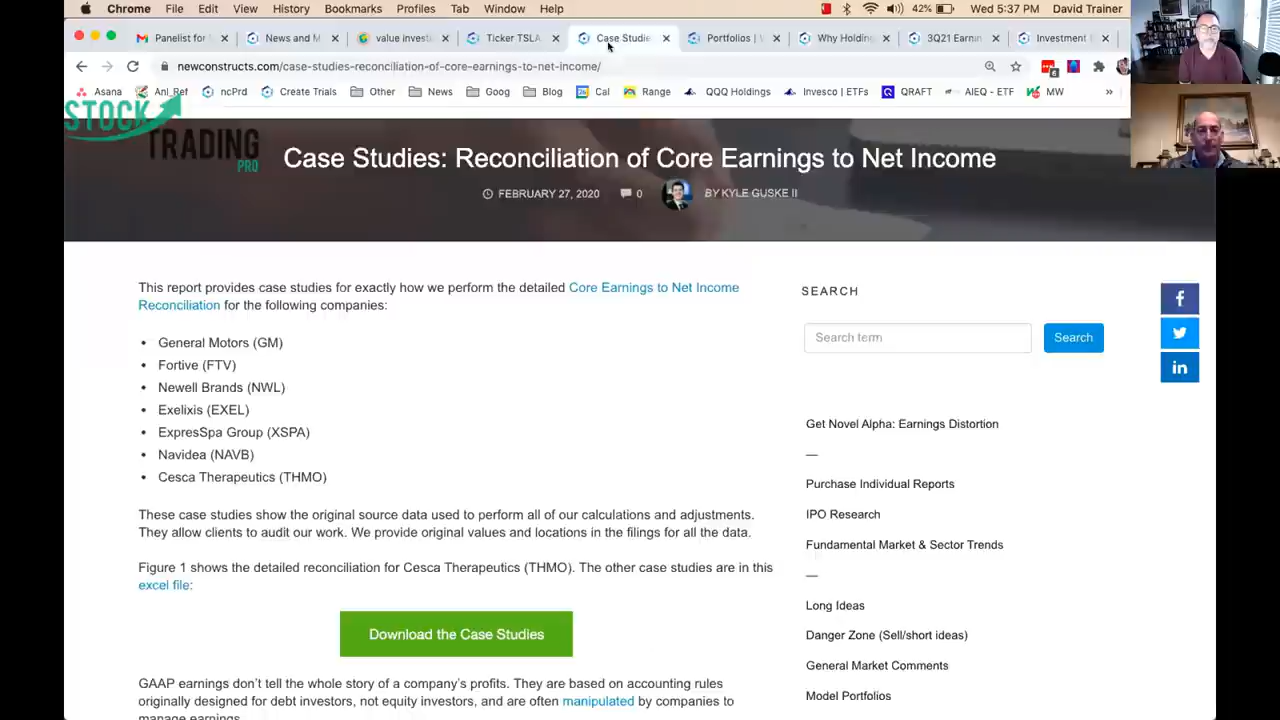 Chrome File Edit View History Bookmarks Profiles Tab Window Help 42% Wed 5:37 PM David Trainer
Panelist for News and M value investi Ticker TSLA Case Studie Portfolios | Why Holding 3Q21 Earnin Investment
newconstructs.com/case-studies-reconciliation-of-core-earnings-to-net-income/
6
Asana Anl_Ref ncPrd Create Trials Other News Goog Blog Cal Range QQQ Holdings Invesco | ETFs QRAFT AIEQ - ETF MW »
STOCK
TRADING
PRO
Case Studies: Reconciliation of Core Earnings to Net Income
FEBRUARY 27, 2020 0 BY KYLE GUSKE II
This report provides case studies for exactly how we perform the detailed Core Earnings to Net Income
Reconciliation for the following companies:
• General Motors (GM)
• Fortive (FTV)
• Newell Brands (NWL)
• Exelixis (EXEL)
• ExpresSpa Group (XSPA)
• Navidea (NAVB)
• Cesca Therapeutics (THMO)
These case studies show the original source data used to perform all of our calculations and adjustments.
They allow clients to audit our work. We provide original values and locations in the filings for all the data.
Figure 1 shows the detailed reconciliation for Cesca Therapeutics (THMO). The other case studies are in this
excel file:
Download the Case Studies
GAAP earnings don't tell the whole story of a company's profits. They are based on accounting rules
originally designed for debt investors, not equity investors, and are often manipulated by companies to
manage earnings.
SEARCH
Search term Search
Get Novel Alpha: Earnings Distortion
—
Purchase Individual Reports
IPO Research
Fundamental Market & Sector Trends
—
Long Ideas
Danger Zone (Sell/short ideas)
General Market Comments
Model Portfolios